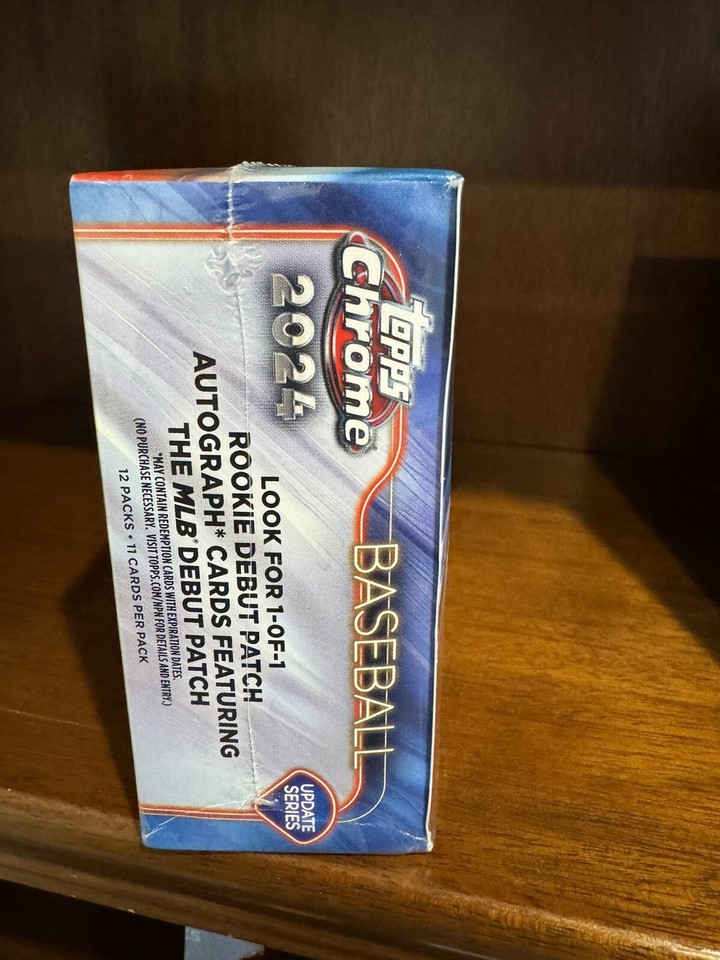 topps
Chrome
2024
BASEBALL
LOOK FOR 1-OF-1
ROOKIE DEBUT PATCH
AUTOGRAPH* CARDS FEATURING
THE MLB® DEBUT PATCH
*MAY CONTAIN REDEMPTION CARDS WITH EXPIRATION DATES.
(NO PURCHASE NECESSARY. VISIT TOPPS.COM/NPN FOR DETAILS AND ENTRY.)
12 PACKS • 11 CARDS PER PACK
UPDATE
SERIES